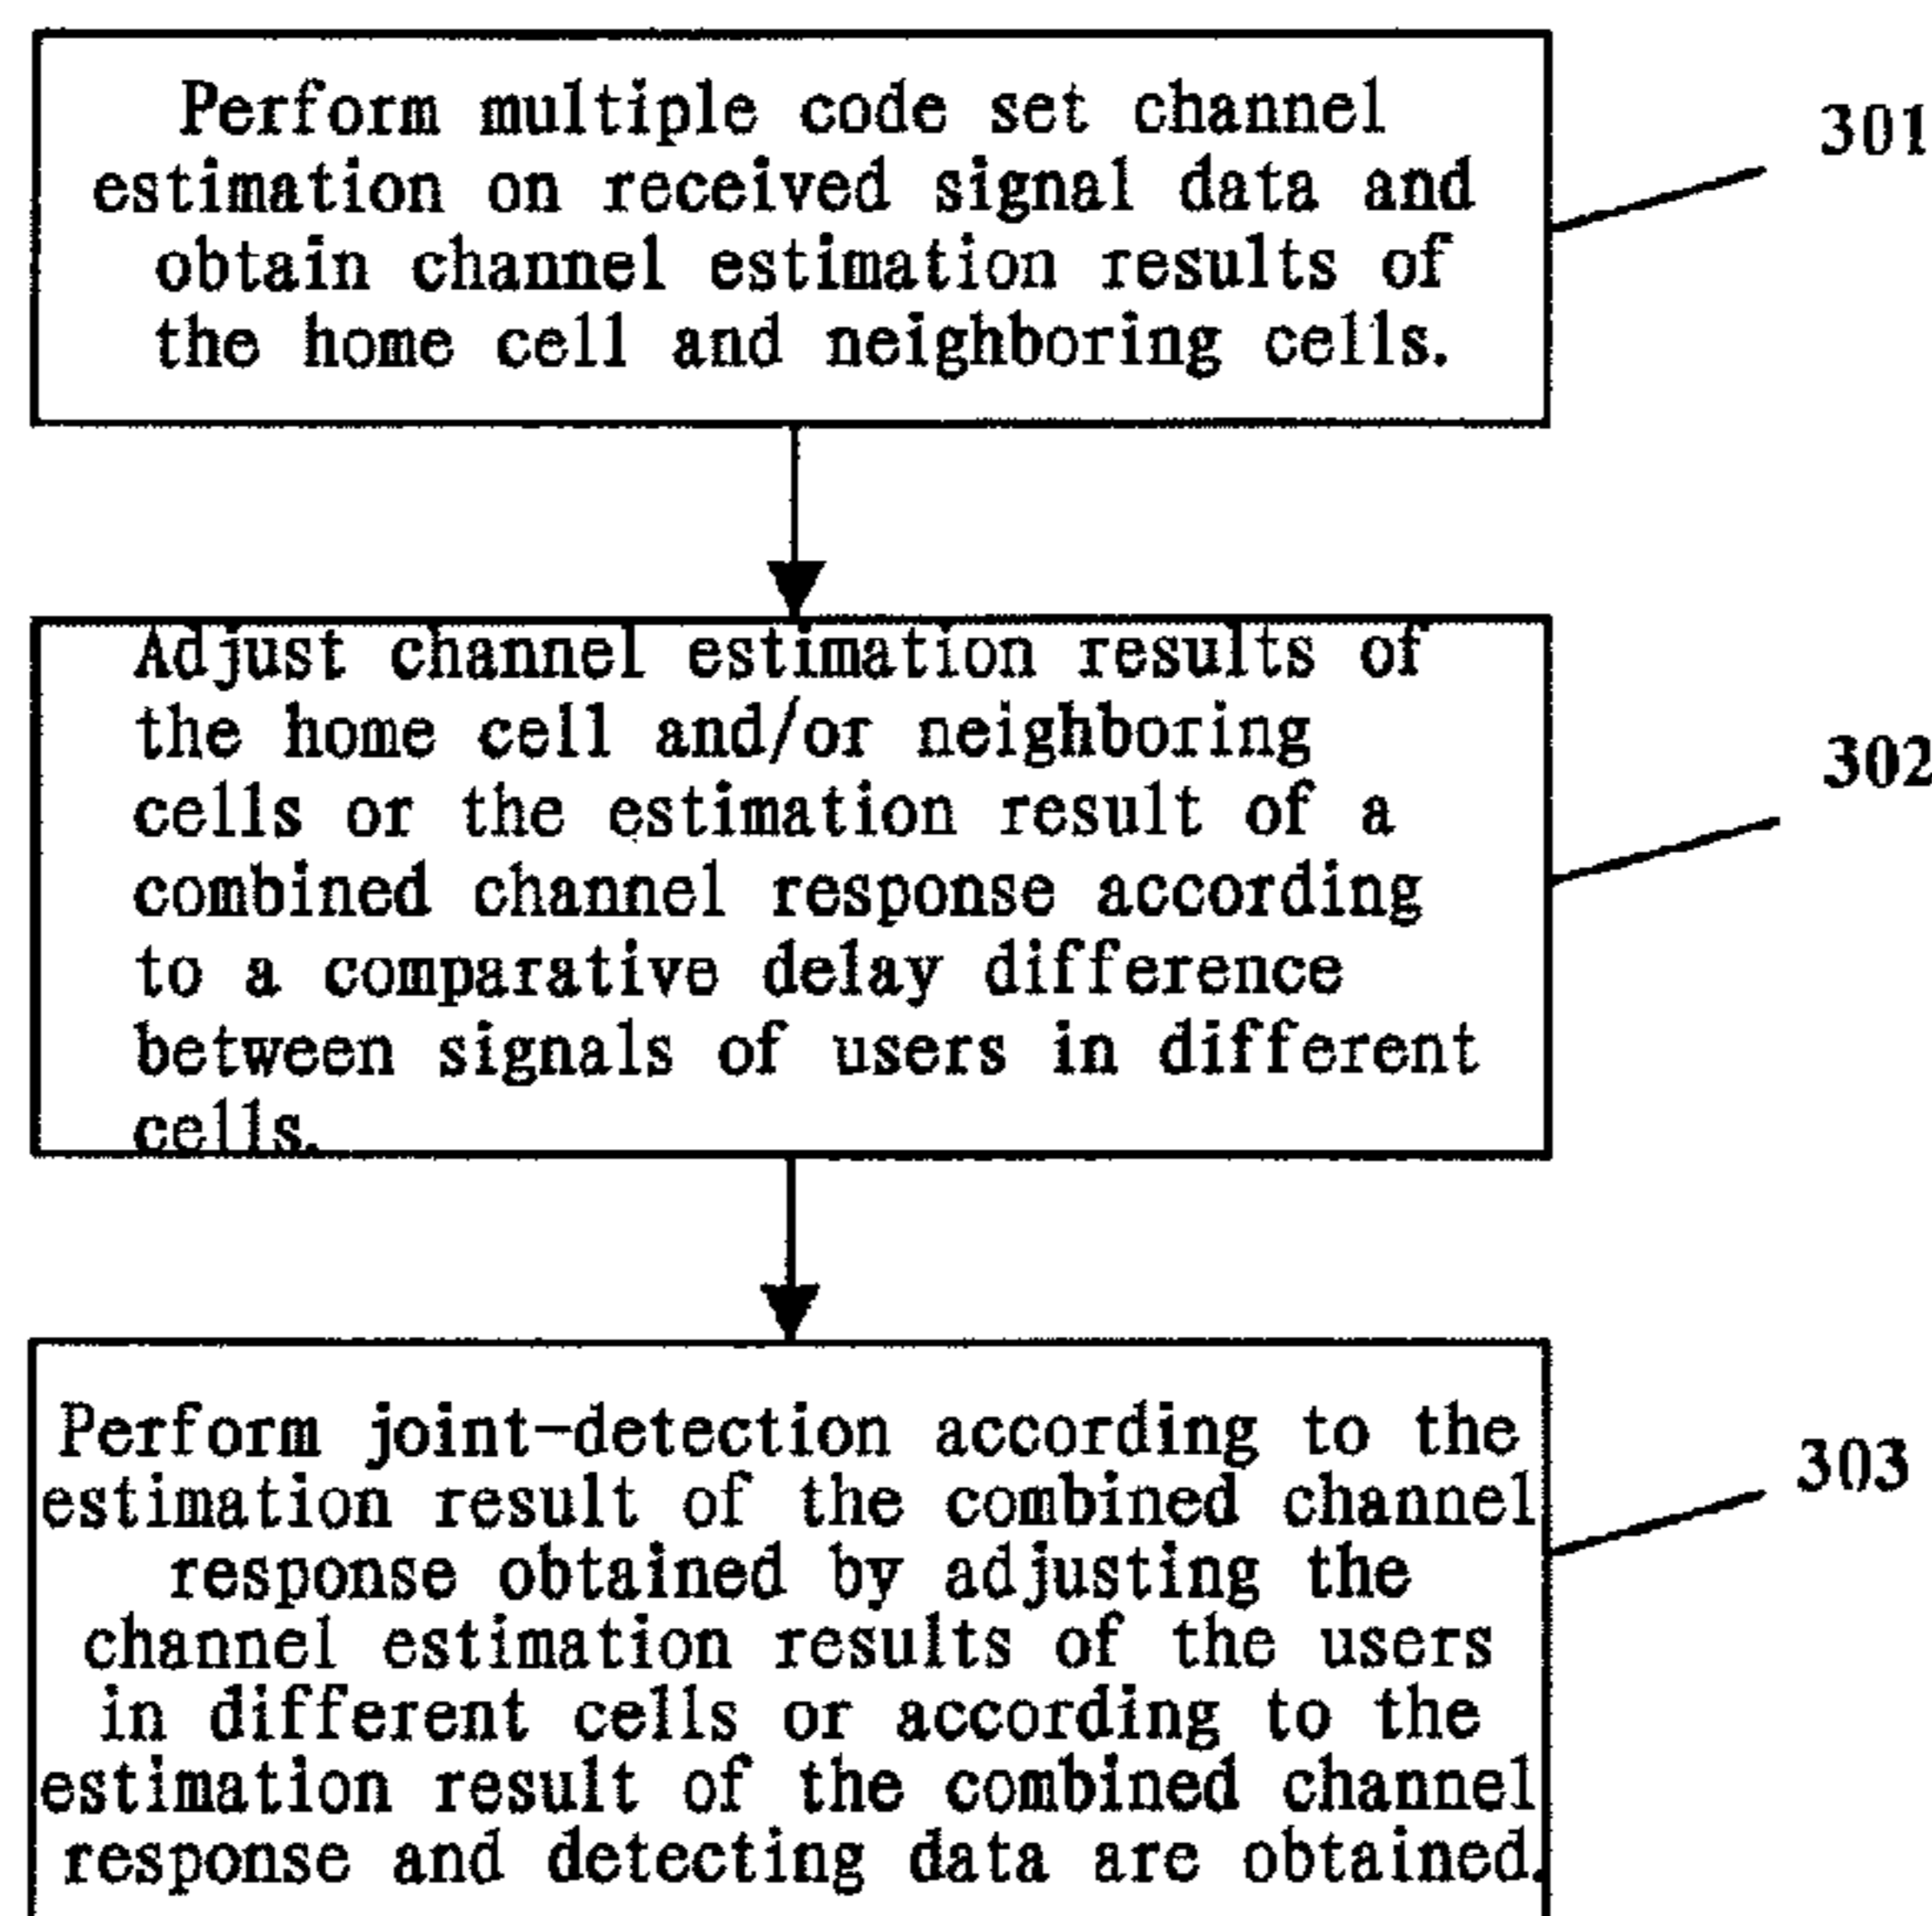 Perform multiple code set channel
estimation on received signal data and
obtain channel estimation results of
the home cell and neighboring cells.
301
Adjust channel estimation results of
the home cell and/or neighboring
cells or the estimation result of a
combined channel response according
to a comparative delay difference
between signals of users in different
cells.
302
Perform joint-detection according to the
estimation result of the combined channel
response obtained by adjusting the
channel estimation results of the users
in different cells or according to the
estimation result of the combined channel
response and detecting data are obtained.
303